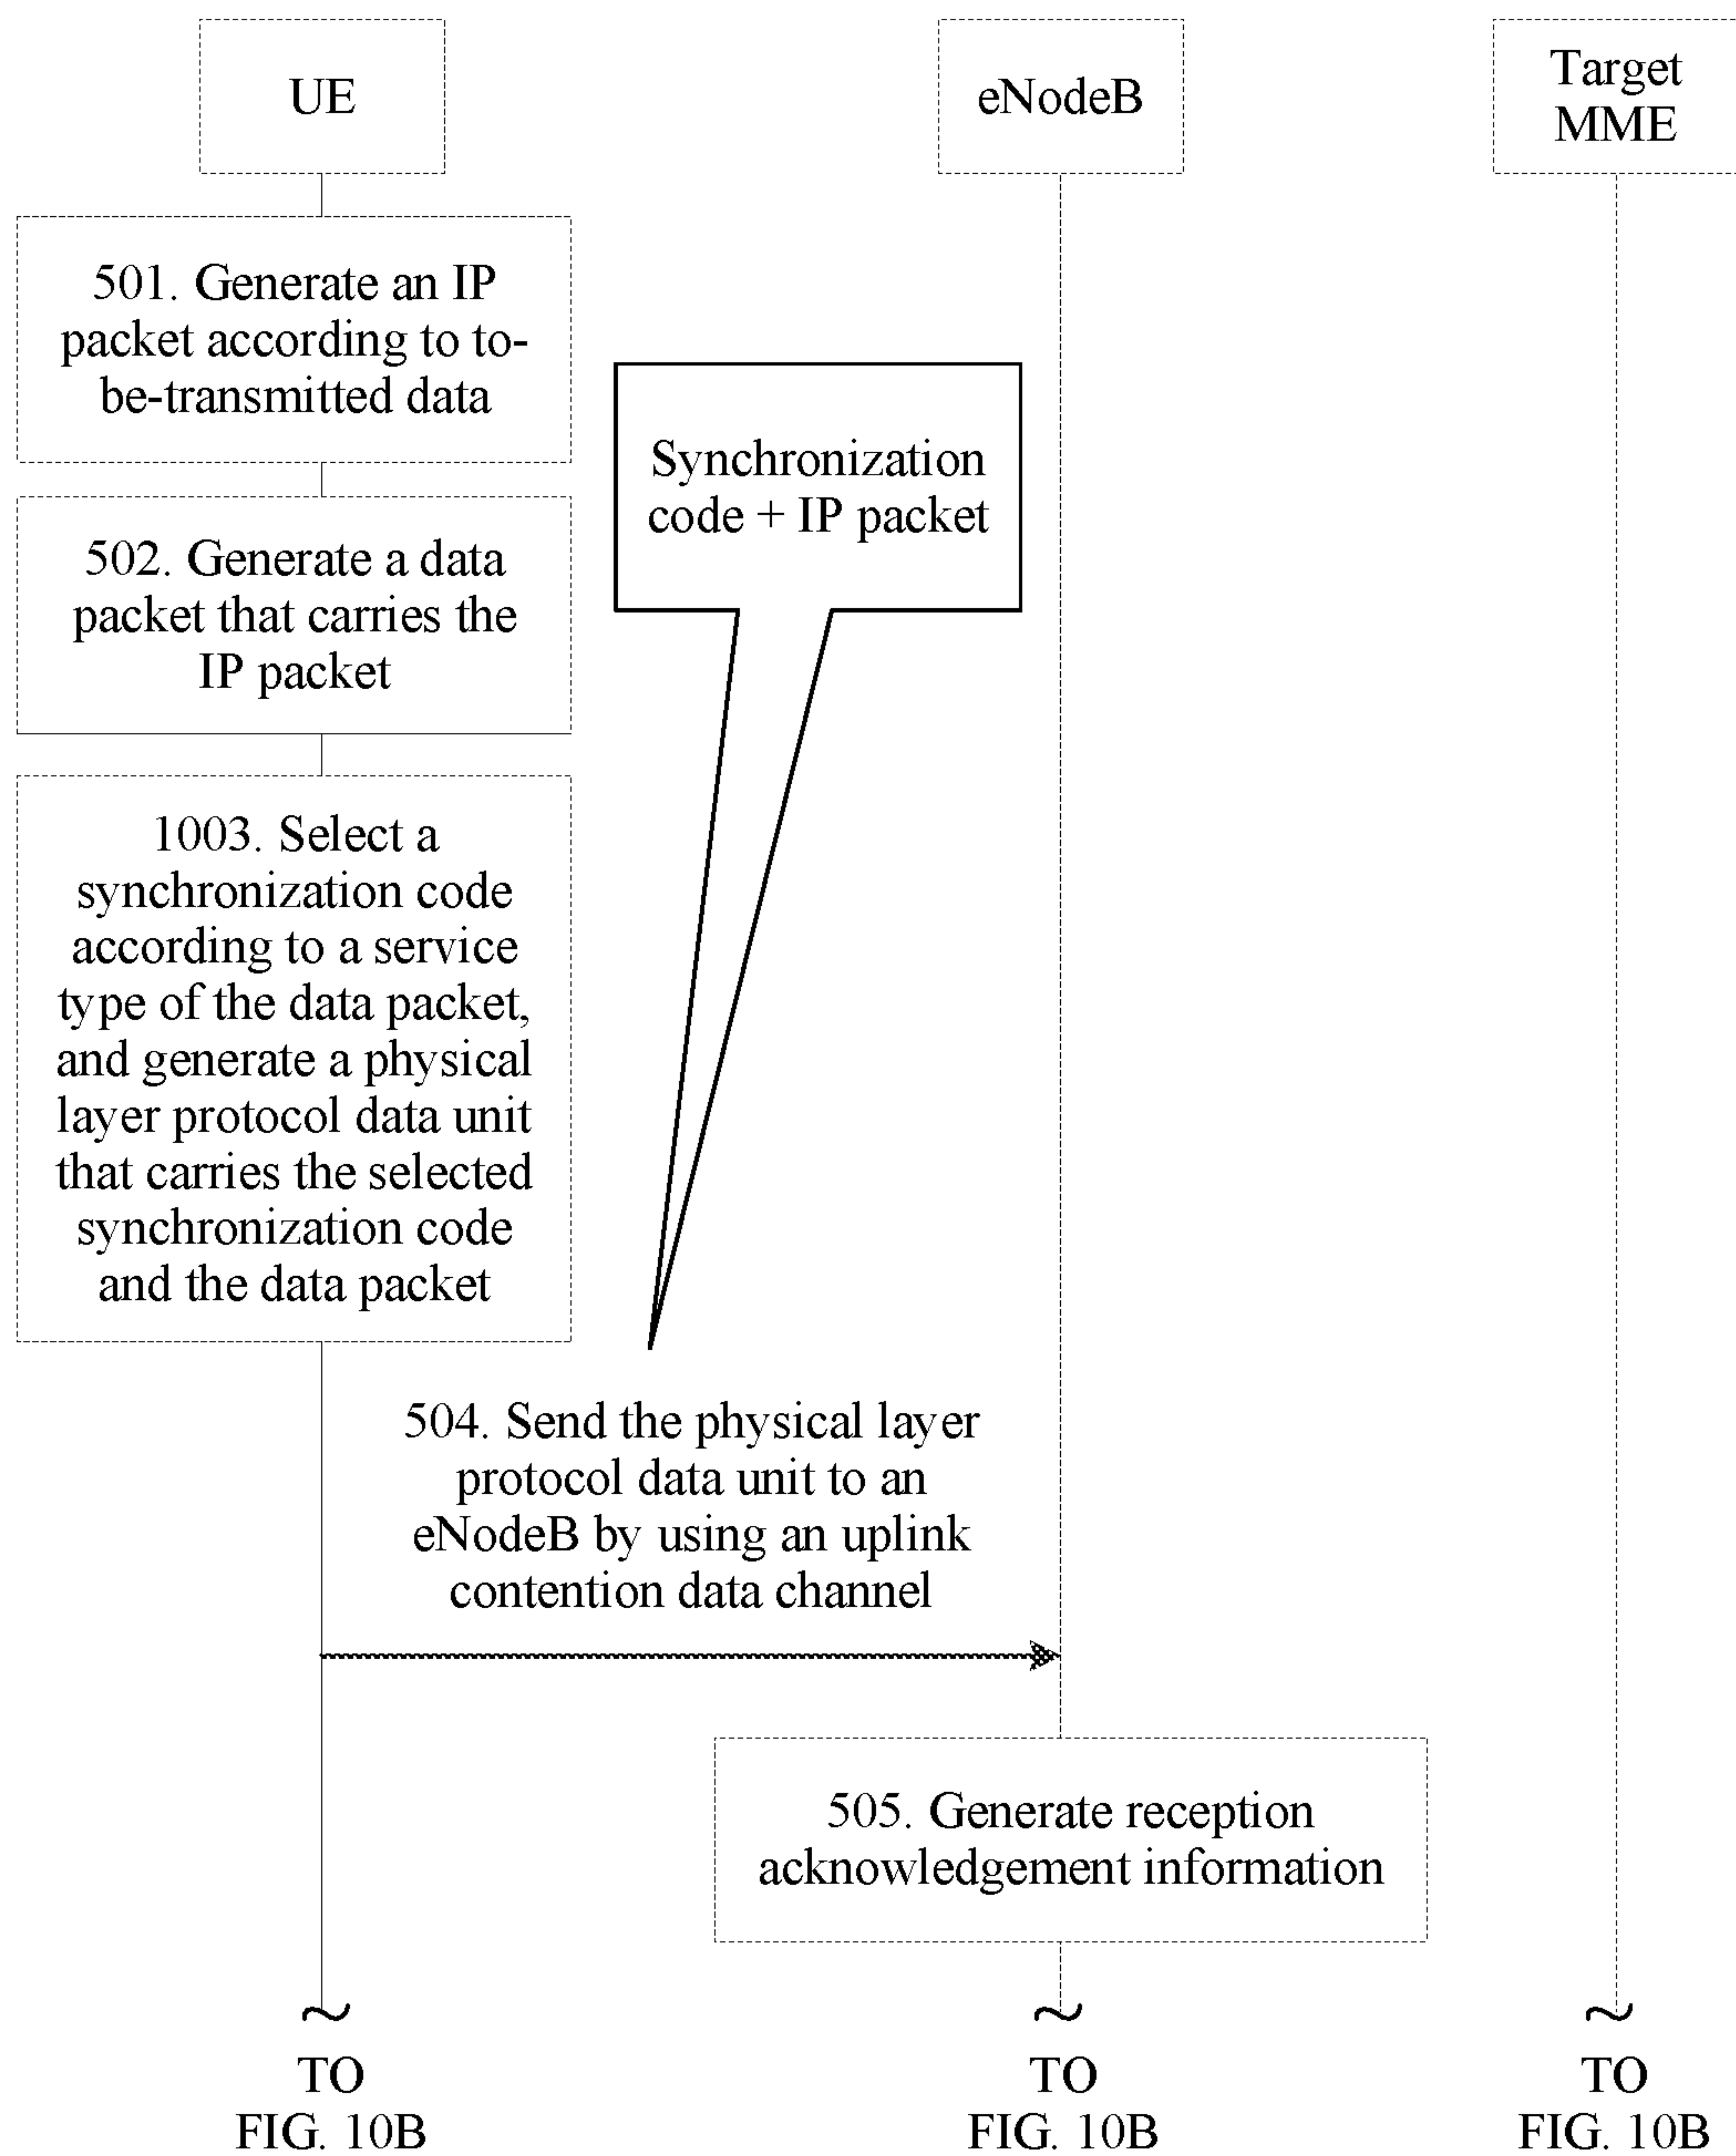 UE
eNodeB
Target
MME
501. Generate an IP
packet according to to-
be-transmitted data
Synchronization
code + IP packet
502. Generate a data
packet that carries the
IP packet
1003. Select a
synchronization code
according to a service
type of the data packet,
and generate a physical
layer protocol data unit
that carries the selected
synchronization code
and the data packet
504. Send the physical layer
protocol data unit to an
eNodeB by using an uplink
contention data channel
505. Generate reception
acknowledgement information
TO
FIG. 10B
TO
FIG. 10B
TO
FIG. 10B